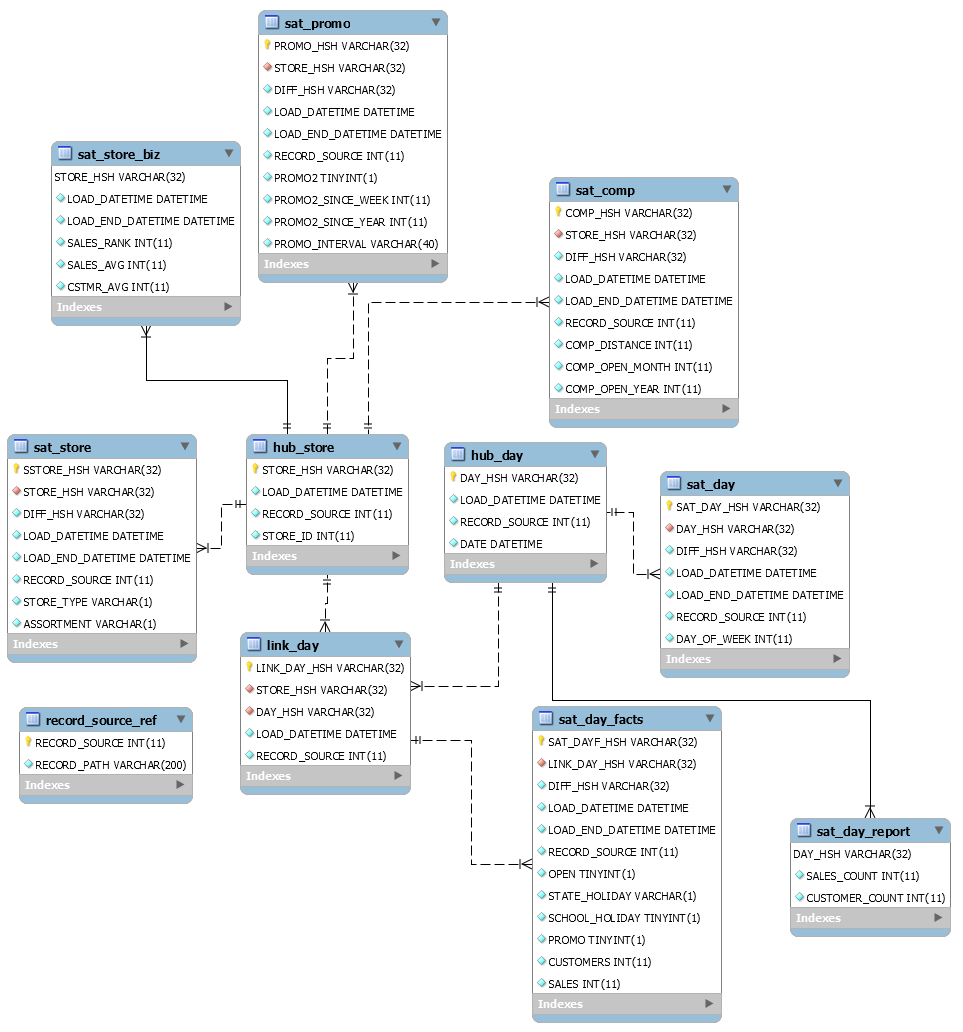 sat_promo
PROMO_HSH VARCHAR(32)
STORE_HSH VARCHAR(32)
DIFF_HSH VARCHAR(32)
LOAD_DATETIME DATETIME
LOAD_END_DATETIME DATETIME
RECORD_SOURCE INT(11)
PROMO2 TINYINT(1)
PROMO2_SINCE_WEEK INT(11)
PROMO2_SINCE_YEAR INT(11)
PROMO_INTERVAL VARCHAR(40)
Indexes
sat_store_biz
STORE_HSH VARCHAR(32)
LOAD_DATETIME DATETIME
LOAD_END_DATETIME DATETIME
SALES_RANK INT(11)
SALES_AVG INT(11)
CSTMR_AVG INT(11)
Indexes
sat_comp
COMP_HSH VARCHAR(32)
STORE_HSH VARCHAR(32)
DIFF_HSH VARCHAR(32)
LOAD_DATETIME DATETIME
LOAD_END_DATETIME DATETIME
RECORD_SOURCE INT(11)
COMP_DISTANCE INT(11)
COMP_OPEN_MONTH INT(11)
COMP_OPEN_YEAR INT(11)
Indexes
sat_store
SSTORE_HSH VARCHAR(32)
STORE_HSH VARCHAR(32)
DIFF_HSH VARCHAR(32)
LOAD_DATETIME DATETIME
LOAD_END_DATETIME DATETIME
RECORD_SOURCE INT(11)
STORE_TYPE VARCHAR(1)
ASSORTMENT VARCHAR(1)
Indexes
hub_store
STORE_HSH VARCHAR(32)
LOAD_DATETIME DATETIME
RECORD_SOURCE INT(11)
STORE_ID INT(11)
Indexes
hub_day
DAY_HSH VARCHAR(32)
LOAD_DATETIME DATETIME
RECORD_SOURCE INT(11)
DATE DATETIME
Indexes
sat_day
SAT_DAY_HSH VARCHAR(32)
DAY_HSH VARCHAR(32)
DIFF_HSH VARCHAR(32)
LOAD_DATETIME DATETIME
LOAD_END_DATETIME DATETIME
RECORD_SOURCE INT(11)
DAY_OF_WEEK INT(11)
Indexes
link_day
LINK_DAY_HSH VARCHAR(32)
STORE_HSH VARCHAR(32)
DAY_HSH VARCHAR(32)
LOAD_DATETIME DATETIME
RECORD_SOURCE INT(11)
Indexes
record_source_ref
RECORD_SOURCE INT(11)
RECORD_PATH VARCHAR(200)
Indexes
sat_day_facts
SAT_DAYF_HSH VARCHAR(32)
LINK_DAY_HSH VARCHAR(32)
DIFF_HSH VARCHAR(32)
LOAD_DATETIME DATETIME
LOAD_END_DATETIME DATETIME
RECORD_SOURCE INT(11)
OPEN TINYINT(1)
STATE_HOLIDAY VARCHAR(1)
SCHOOL_HOLIDAY TINYINT(1)
PROMO TINYINT(1)
CUSTOMERS INT(11)
SALES INT(11)
Indexes
sat_day_report
DAY_HSH VARCHAR(32)
SALES_COUNT INT(11)
CUSTOMER_COUNT INT(11)
Indexes